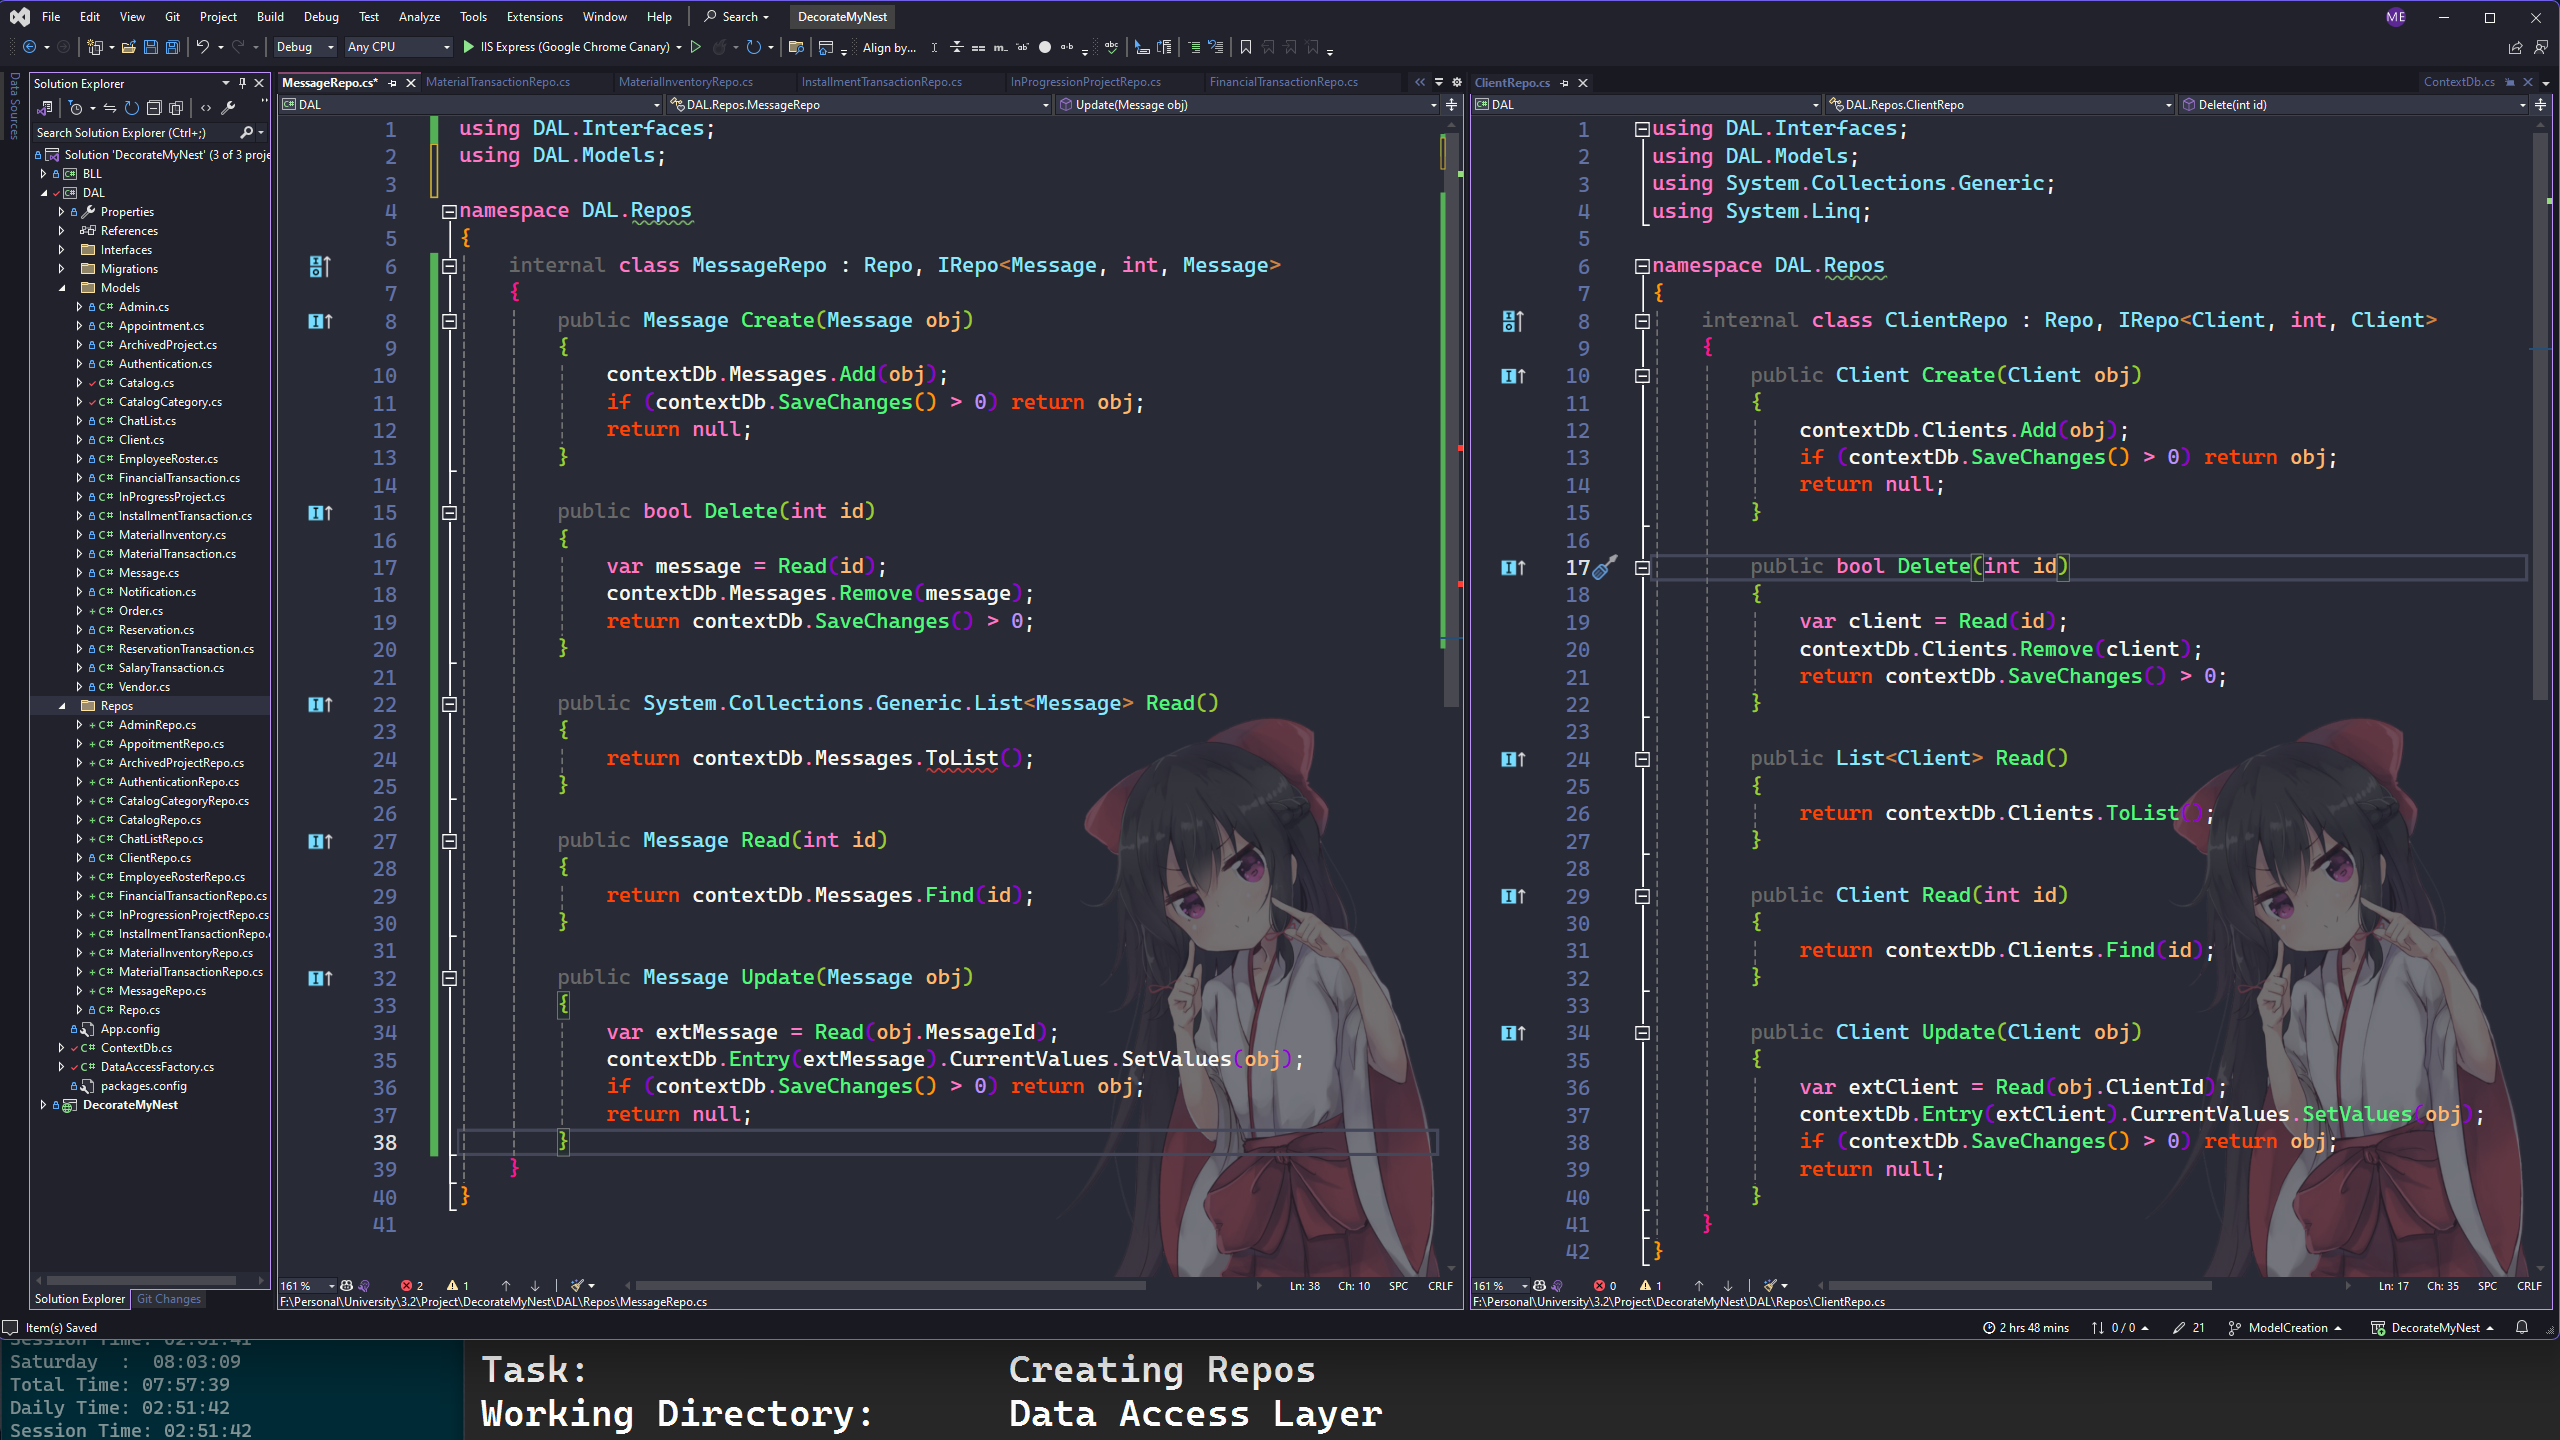 File Edit View Git Project Build Debug Test Analyze Tools Extensions Window Help Search DecorateMyNest ME
Debug Any CPU IIS Express (Google Chrome Canary) Align by...
Data Sources
Solution Explorer
Search Solution Explorer (Ctrl+;)
Solution 'DecorateMyNest' (3 of 3 proje
BLL
DAL
Properties
References
Interfaces
Migrations
Models
C# Admin.cs
C# Appointment.cs
C# ArchivedProject.cs
C# Authentication.cs
C# Catalog.cs
C# CatalogCategory.cs
C# ChatList.cs
C# Client.cs
C# EmployeeRoster.cs
C# FinancialTransaction.cs
C# InProgressProject.cs
C# InstallmentTransaction.cs
C# MaterialInventory.cs
C# MaterialTransaction.cs
C# Message.cs
C# Notification.cs
C# Order.cs
C# Reservation.cs
C# ReservationTransaction.cs
C# SalaryTransaction.cs
C# Vendor.cs
Repos
C# AdminRepo.cs
C# AppoitmentRepo.cs
C# ArchivedProjectRepo.cs
C# AuthenticationRepo.cs
C# CatalogCategoryRepo.cs
C# CatalogRepo.cs
C# ChatListRepo.cs
C# ClientRepo.cs
C# EmployeeRosterRepo.cs
C# FinancialTransactionRepo.cs
C# InProgressionProjectRepo.cs
C# InstallmentTransactionRepo.
C# MaterialInventoryRepo.cs
C# MaterialTransactionRepo.cs
C# MessageRepo.cs
C# Repo.cs
App.config
C# ContextDb.cs
C# DataAccessFactory.cs
packages.config
DecorateMyNest
Solution Explorer Git Changes
MessageRepo.cs* MaterialTransactionRepo.cs MaterialInventoryRepo.cs InstallmentTransactionRepo.cs InProgressionProjectRepo.cs FinancialTransactionRepo.cs
DAL DAL.Repos.MessageRepo Update(Message obj)
1 using DAL.Interfaces;
2 using DAL.Models;
3
4 namespace DAL.Repos
5 {
6 internal class MessageRepo : Repo, IRepo<Message, int, Message>
7 {
8 public Message Create(Message obj)
9 {
10 contextDb.Messages.Add(obj);
11 if (contextDb.SaveChanges() > 0) return obj;
12 return null;
13 }
14
15 public bool Delete(int id)
16 {
17 var message = Read(id);
18 contextDb.Messages.Remove(message);
19 return contextDb.SaveChanges() > 0;
20 }
21
22 public System.Collections.Generic.List<Message> Read()
23 {
24 return contextDb.Messages.ToList();
25 }
26
27 public Message Read(int id)
28 {
29 return contextDb.Messages.Find(id);
30 }
31
32 public Message Update(Message obj)
33 {
34 var extMessage = Read(obj.MessageId);
35 contextDb.Entry(extMessage).CurrentValues.SetValues(obj);
36 if (contextDb.SaveChanges() > 0) return obj;
37 return null;
38 }
39 }
40 }
41
161 % 2 1 Ln: 38 Ch: 10 SPC CRLF
F:\Personal\University\3.2\Project\DecorateMyNest\DAL\Repos\MessageRepo.cs
ClientRepo.cs ContextDb.cs
DAL DAL.Repos.ClientRepo Delete(int id)
1 using DAL.Interfaces;
2 using DAL.Models;
3 using System.Collections.Generic;
4 using System.Linq;
5
6 namespace DAL.Repos
7 {
8 internal class ClientRepo : Repo, IRepo<Client, int, Client>
9 {
10 public Client Create(Client obj)
11 {
12 contextDb.Clients.Add(obj);
13 if (contextDb.SaveChanges() > 0) return obj;
14 return null;
15 }
16
17 public bool Delete(int id)
18 {
19 var client = Read(id);
20 contextDb.Clients.Remove(client);
21 return contextDb.SaveChanges() > 0;
22 }
23
24 public List<Client> Read()
25 {
26 return contextDb.Clients.ToList();
27 }
28
29 public Client Read(int id)
30 {
31 return contextDb.Clients.Find(id);
32 }
33
34 public Client Update(Client obj)
35 {
36 var extClient = Read(obj.ClientId);
37 contextDb.Entry(extClient).CurrentValues.SetValues(obj);
38 if (contextDb.SaveChanges() > 0) return obj;
39 return null;
40 }
41 }
42 }
161 % 0 1 Ln: 17 Ch: 35 SPC CRLF
F:\Personal\University\3.2\Project\DecorateMyNest\DAL\Repos\ClientRepo.cs
Item(s) Saved 2 hrs 48 mins 0 / 0 21 ModelCreation DecorateMyNest
Session Time: 02:51:41
Saturday : 08:03:09
Total Time: 07:57:39
Daily Time: 02:51:42
Session Time: 02:51:42
Task: Creating Repos
Working Directory: Data Access Layer